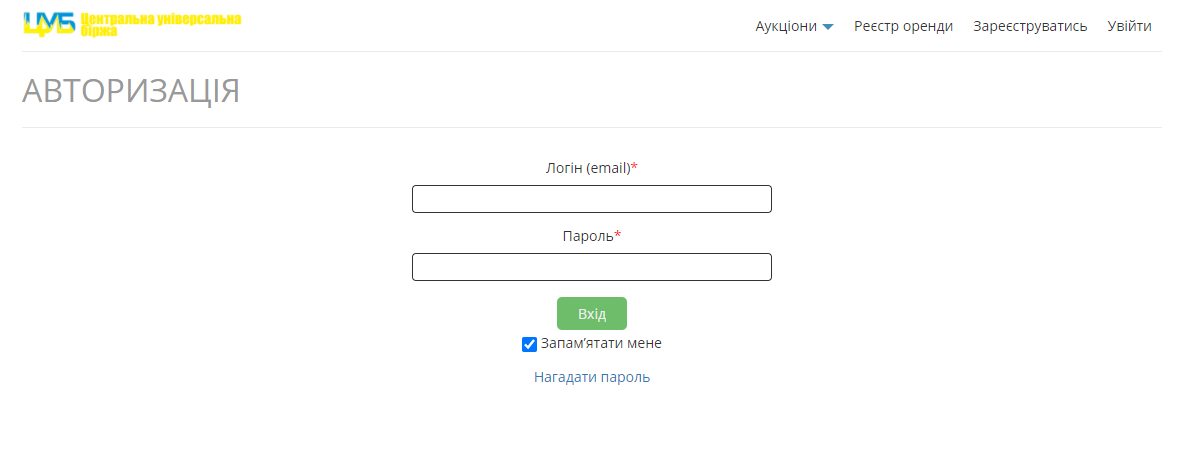 ЦУБ Центральна універсальна
біржа
Аукціони Реєстр оренди Зареєструватись Увійти
АВТОРИЗАЦІЯ
Логін (email)*
Пароль*
Вхід
Запам’ятати мене
Нагадати пароль